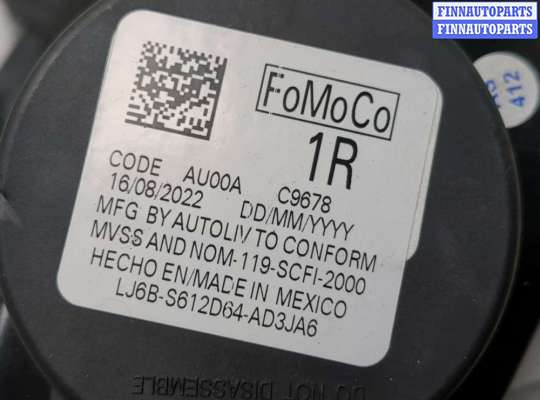 FINNAUTOPARTS
FINNAUTOPARTS
FoMoCo
1R
CODE AU00A C9678
16/08/2022 DD/MM/YYYY
MFG BY AUTOLIV TO CONFORM
MVSS AND NOM-119-SCFI-2000
HECHO EN/MADE IN MEXICO
LJ6B-S612D64-AD3JA6
DO NOT DISASSEMBLE
412